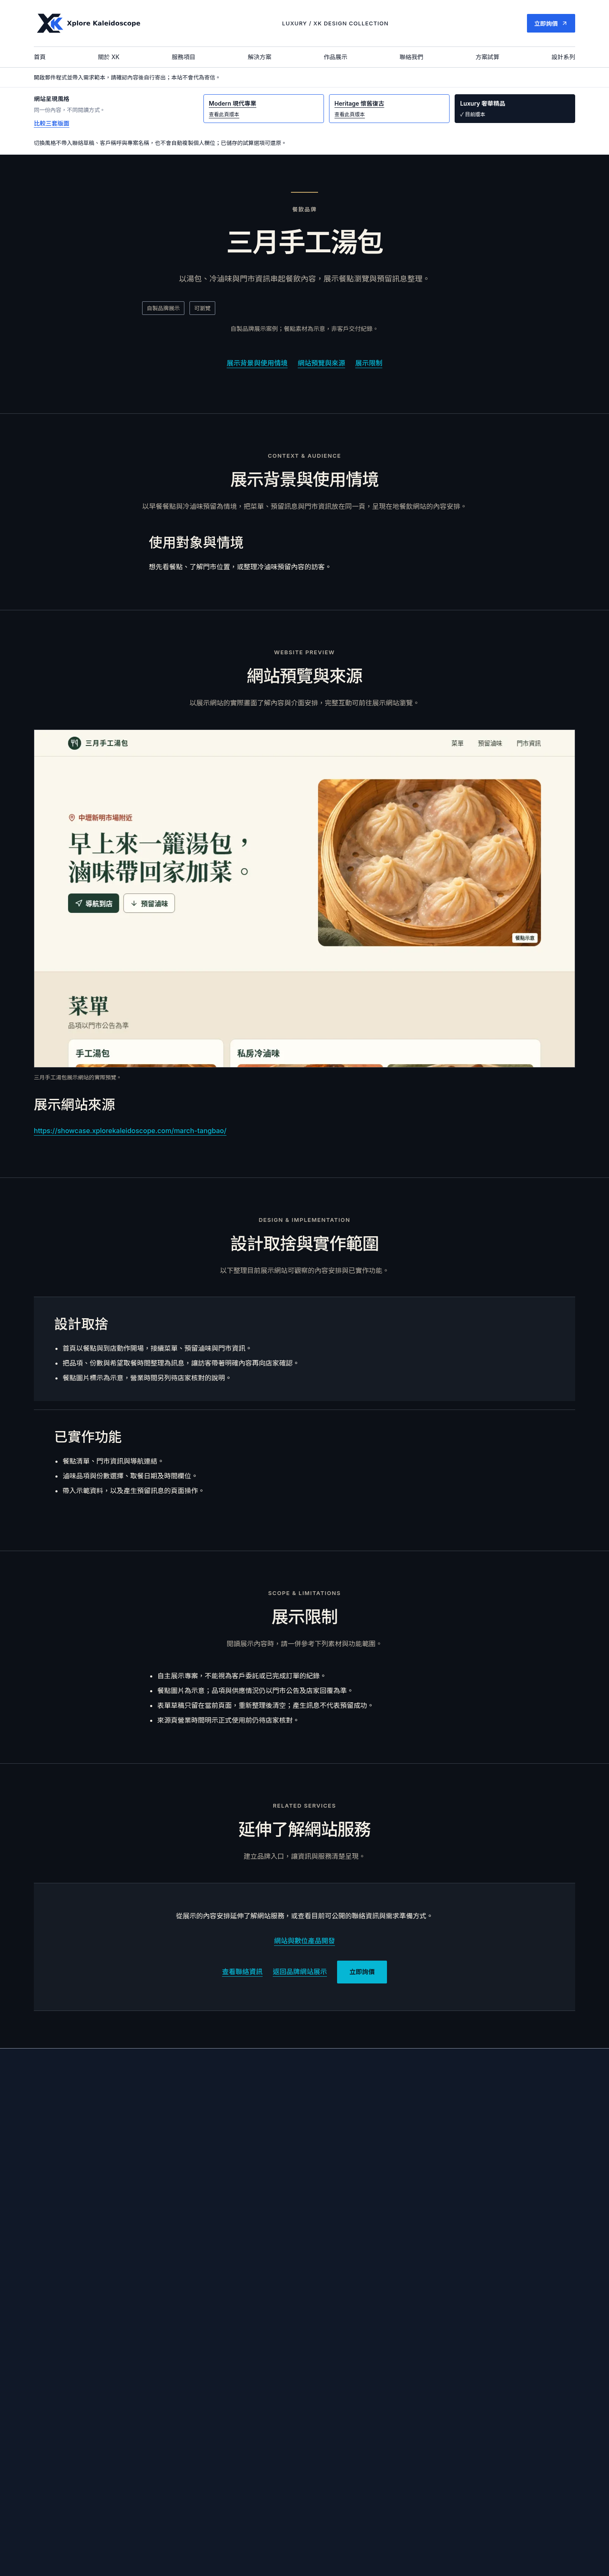 Xplore Kaleidoscope
LUXURY / XK DESIGN COLLECTION
立即詢價
首頁
關於 XK
服務項目
解決方案
作品展示
聯絡我們
方案試算
設計系列
開啟郵件程式並帶入需求範本，請確認內容後自行寄出；本站不會代為寄信。
網站呈現風格
同一份內容，不同閱讀方式。
比較三套版面
Modern 現代專業
查看此頁樣本
Heritage 懷舊復古
查看此頁樣本
Luxury 奢華精品
✓ 目前樣本
切換風格不帶入聯絡草稿、客戶稱呼與專案名稱，也不會自動複製個人欄位；已儲存的試算選項可還原。
餐飲品牌
三月手工湯包
以湯包、冷滷味與門市資訊串起餐飲內容，展示餐點瀏覽與預留訊息整理。
自製品牌展示
可瀏覽
自製品牌展示案例；餐點素材為示意，非客戶交付紀錄。
展示背景與使用情境
網站預覽與來源
展示限制
CONTEXT & AUDIENCE
展示背景與使用情境
以早餐餐點與冷滷味預留為情境，把菜單、預留訊息與門市資訊放在同一頁，呈現在地餐飲網站的內容安排。
使用對象與情境
想先看餐點、了解門市位置，或整理冷滷味預留內容的訪客。
WEBSITE PREVIEW
網站預覽與來源
以展示網站的實際畫面了解內容與介面安排，完整互動可前往展示網站瀏覽。
三月手工湯包
菜單
預留滷味
門市資訊
中壢新明市場附近
早上來一籠湯包，
滷味帶回家加菜。
導航到店
預留滷味
餐點示意
菜單
品項以門市公告為準
手工湯包
私房冷滷味
三月手工湯包展示網站的實際預覽。
展示網站來源
https://showcase.xplorekaleidoscope.com/march-tangbao/
DESIGN & IMPLEMENTATION
設計取捨與實作範圍
以下整理目前展示網站可觀察的內容安排與已實作功能。
設計取捨
首頁以餐點與到店動作開場，接續菜單、預留滷味與門市資訊。
把品項、份數與希望取餐時間整理為訊息，讓訪客帶著明確內容再向店家確認。
餐點圖片標示為示意，營業時間另列待店家核對的說明。
已實作功能
餐點清單、門市資訊與導航連結。
滷味品項與份數選擇、取餐日期及時間欄位。
帶入示範資料，以及產生預留訊息的頁面操作。
SCOPE & LIMITATIONS
展示限制
閱讀展示內容時，請一併參考下列素材與功能範圍。
自主展示專案，不能視為客戶委託或已完成訂單的紀錄。
餐點圖片為示意；品項與供應情況仍以門市公告及店家回覆為準。
表單草稿只留在當前頁面，重新整理後清空；產生訊息不代表預留成功。
來源頁營業時間明示正式使用前仍待店家核對。
RELATED SERVICES
延伸了解網站服務
建立品牌入口，讓資訊與服務清楚呈現。
從展示的內容安排延伸了解網站服務，或查看目前可公開的聯絡資訊與需求準備方式。
網站與數位產品開發
查看聯絡資訊
返回品牌網站展示
立即詢價